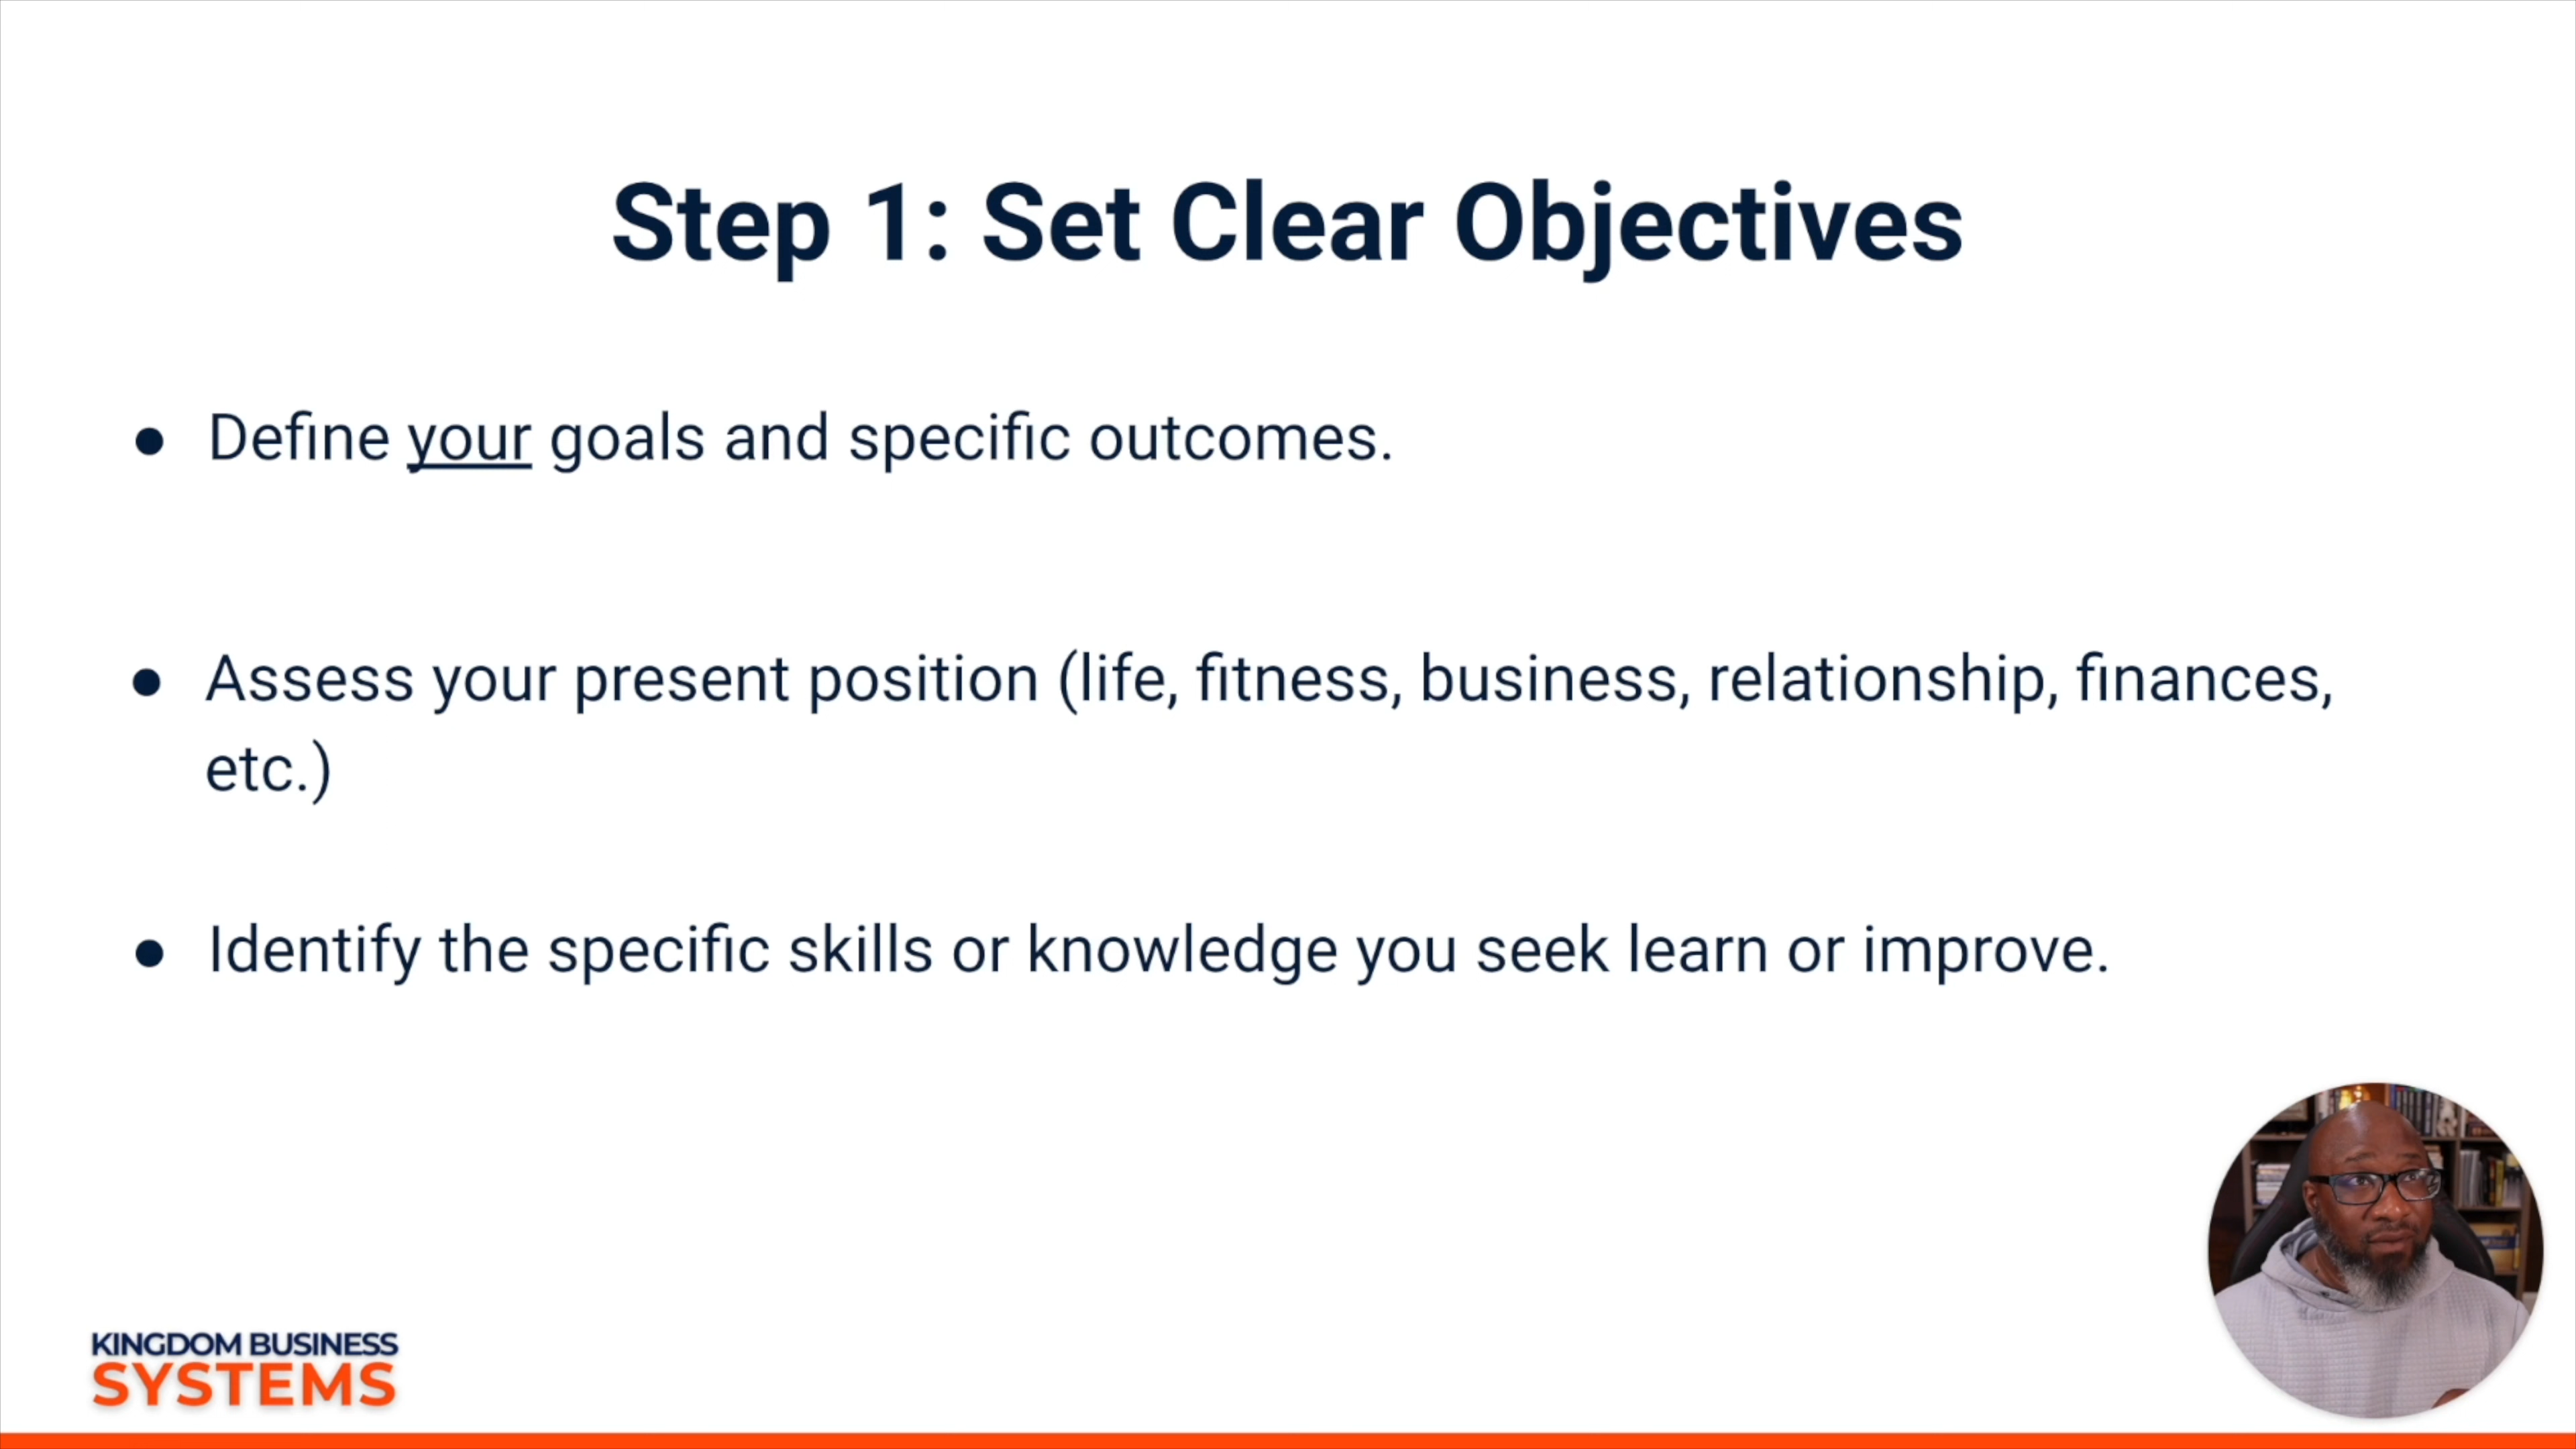 Step 1: Set Clear Objectives
● Define your goals and specific outcomes.
● Assess your present position (life, fitness, business, relationship, finances,
etc.)
● Identify the specific skills or knowledge you seek learn or improve.
KINGDOM BUSINESS
SYSTEMS